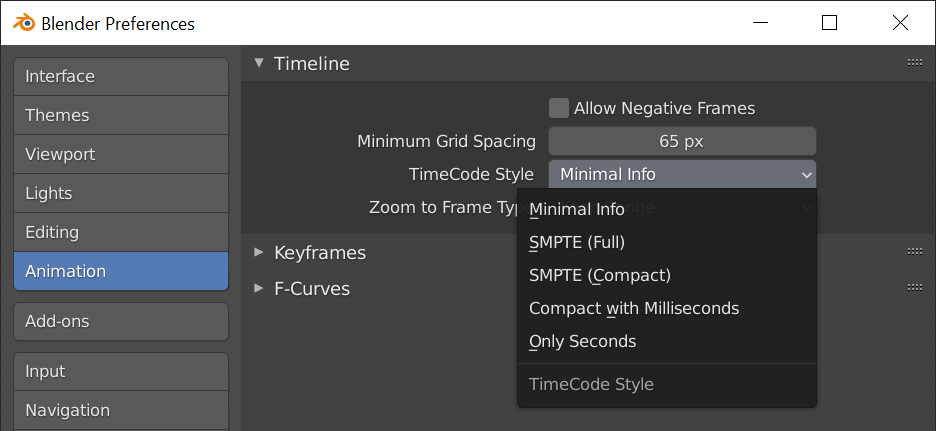 Blender Preferences
Interface
Themes
Viewport
Lights
Editing
Animation
Add-ons
Input
Navigation
Timeline
Allow Negative Frames
Minimum Grid Spacing 65 px
TimeCode Style Minimal Info
Zoom to Frame Type
Minimal Info
SMPTE (Full)
SMPTE (Compact)
Compact with Milliseconds
Only Seconds
TimeCode Style
Keyframes
F-Curves